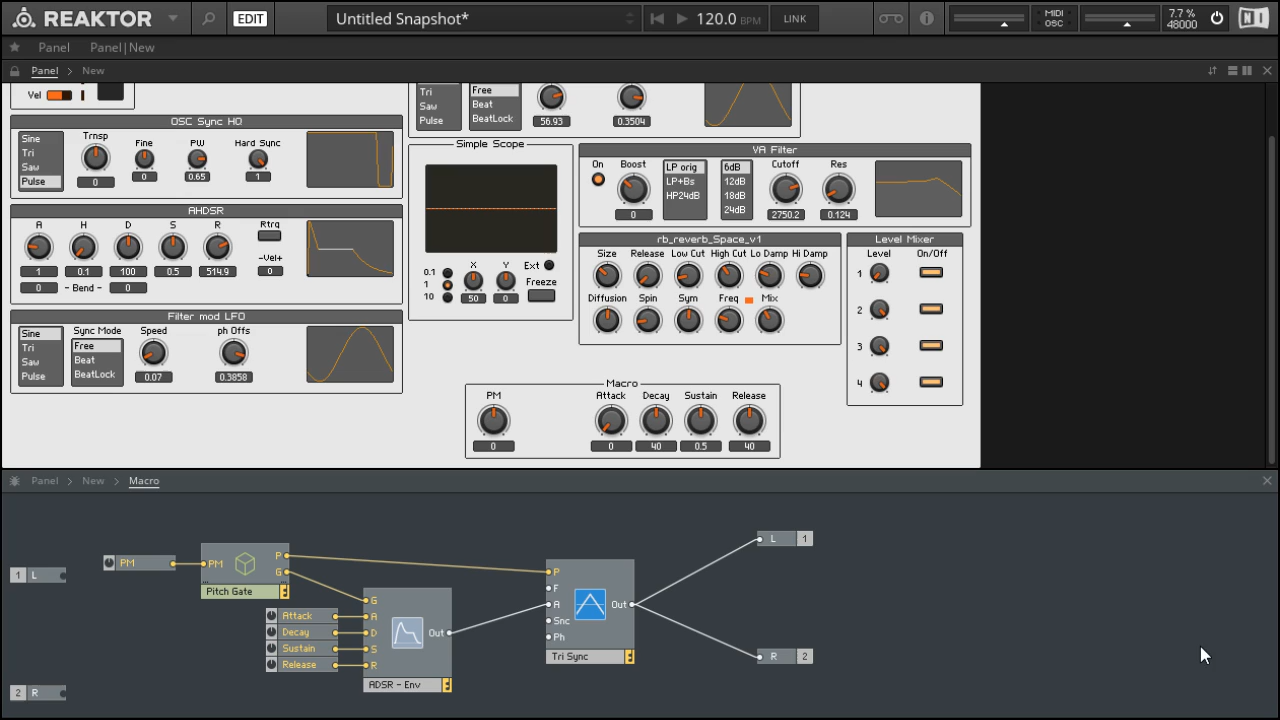 REAKTOR EDIT Untitled Snapshot* 120.0 BPM LINK MIDI OSC 7.7 % 48000
Panel Panel|New
Panel > New
Vel
Tri
Saw
Pulse
Free
Beat
BeatLock
56.93 0.3504
OSC Sync HQ
Sine
Tri
Saw
Pulse
Trnsp Fine PW Hard Sync
0 0 0.65 1
AHDSR
A H D S R Rtrg
1 0.1 100 0.5 514.9
-Vel+
0
0 - Bend - 0
Filter mod LFO
Sine
Tri
Saw
Pulse
Sync Mode
Free
Beat
BeatLock
Speed ph Offs
0.07 0.3858
Simple Scope
0.1
1
10
X Y
50 0
Ext
Freeze
VA Filter
On Boost
0
LP orig
LP+Bs
HP24dB
6dB
12dB
18dB
24dB
Cutoff Res
2750.2 0.124
rb_reverb_Space_v1
Size Release Low Cut High Cut Lo Damp Hi Damp
Diffusion Spin Sym Freq Mix
Level Mixer
Level On/Off
1
2
3
4
Macro
PM Attack Decay Sustain Release
0 0 40 0.5 40
Panel > New > Macro
1 L
2 R
PM
PM P
G
Pitch Gate
Attack
Decay
Sustain
Release
G
A
D
S
R
Out
ADSR - Env
P
F
A
Snc
Ph
Out
Tri Sync
L 1
R 2